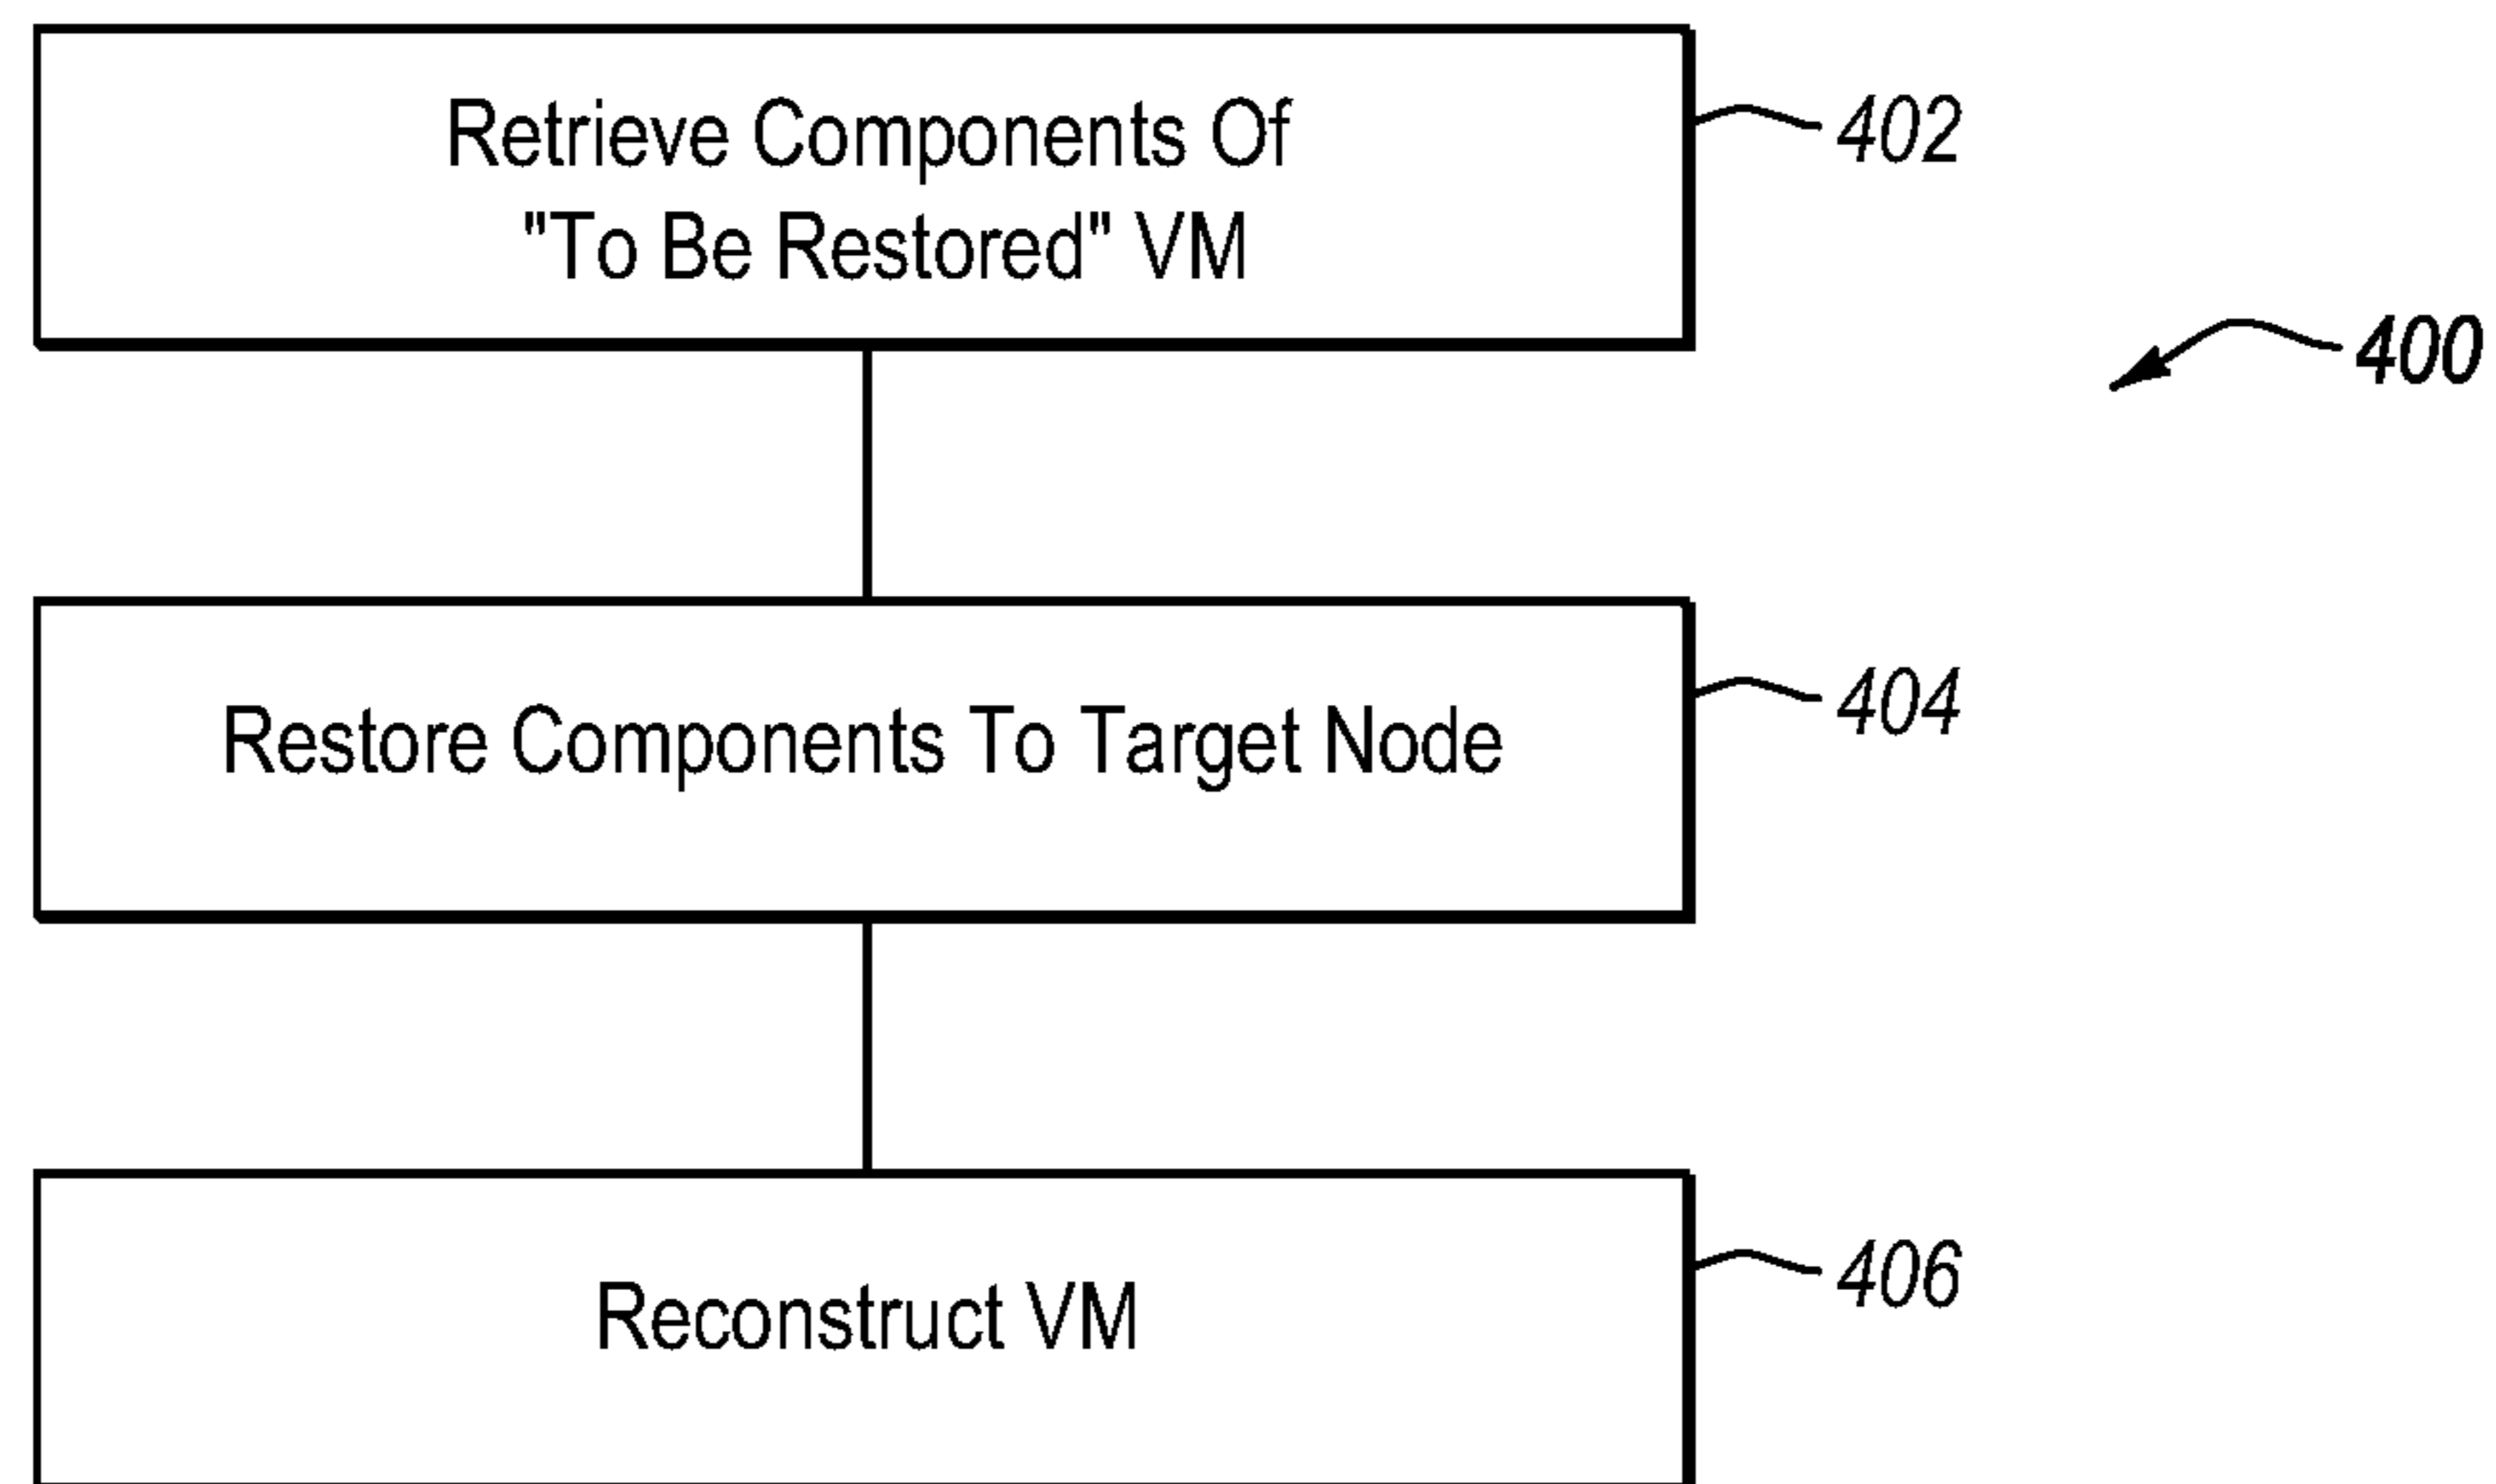 Retrieve Components Of
"To Be Restored" VM
402
400
Restore Components To Target Node
404
Reconstruct VM
406